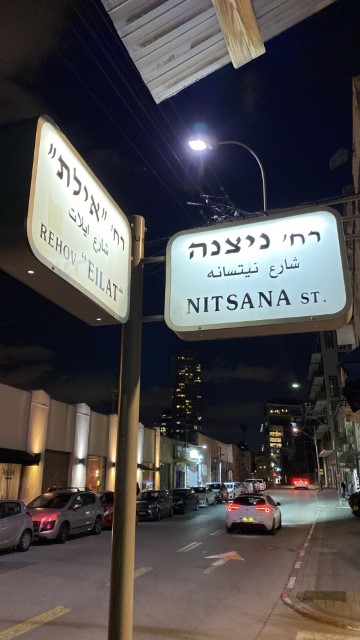 רח' "אילת"
شارع ايلات
REHOV "EILAT"
רח' ניצנה
شارع نيتسانه
NITSANA ST.